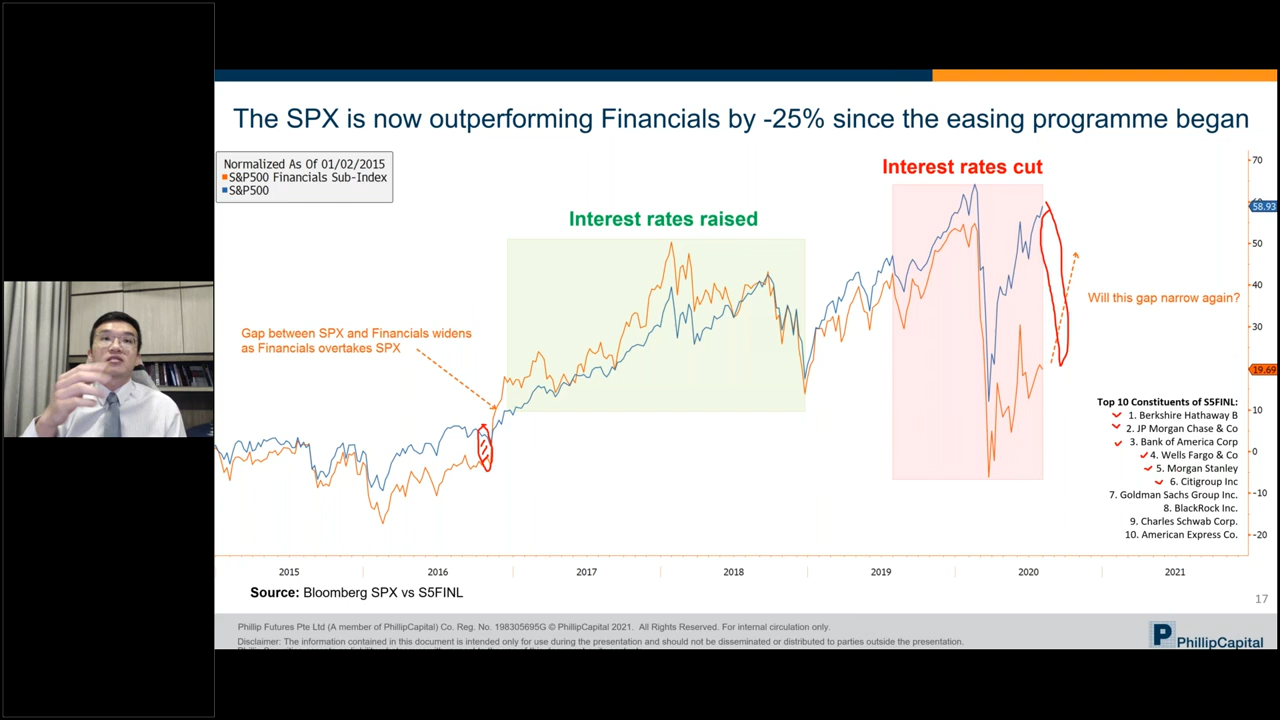 The SPX is now outperforming Financials by -25% since the easing programme began
Normalized As Of 01/02/2015
S&P500 Financials Sub-Index
S&P500
Interest rates raised
Interest rates cut
Gap between SPX and Financials widens
as Financials overtakes SPX
Will this gap narrow again?
Top 10 Constituents of S5FINL:
1. Berkshire Hathaway B
2. JP Morgan Chase & Co
3. Bank of America Corp
4. Wells Fargo & Co
5. Morgan Stanley
6. Citigroup Inc
7. Goldman Sachs Group Inc.
8. BlackRock Inc.
9. Charles Schwab Corp.
10. American Express Co.
70
58.93
50
40
30
19.69
10
0
-10
-20
2015 2016 2017 2018 2019 2020 2021
Source: Bloomberg SPX vs S5FINL
17
Phillip Futures Pte Ltd (A member of PhillipCapital) Co. Reg. No. 198305695G © PhillipCapital 2021. All Rights Reserved. For internal circulation only.
Disclaimer: The information contained in this document is intended only for use during the presentation and should not be disseminated or distributed to parties outside the presentation.
PhillipCapital